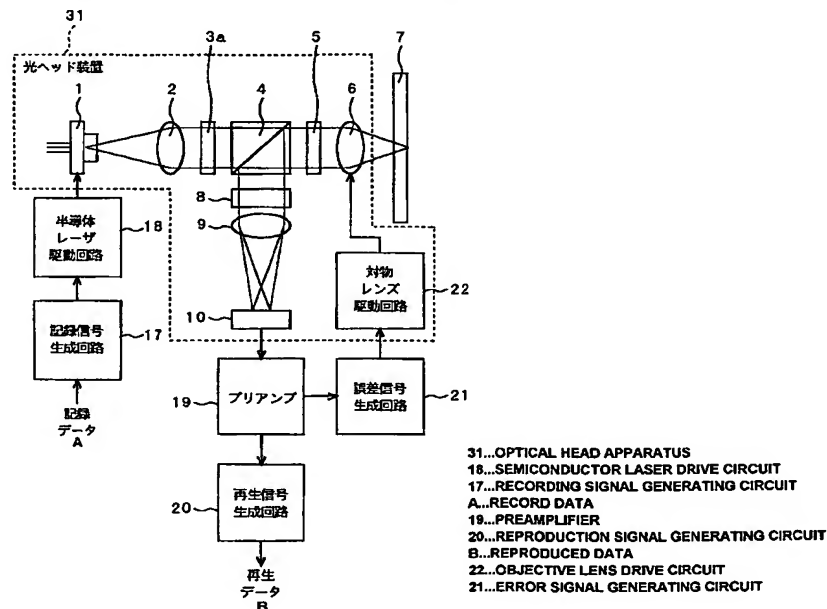 31
光ヘッド装置
1
2
3a
4
5
6
7
8
9
10
半導体
レーザ
駆動回路
18
記録信号
生成回路
17
記録
データ
A
対物
レンズ
駆動回路
22
19
プリアンプ
誤差信号
生成回路
21
20
再生信号
生成回路
再生
データ
B
31...OPTICAL HEAD APPARATUS
18...SEMICONDUCTOR LASER DRIVE CIRCUIT
17...RECORDING SIGNAL GENERATING CIRCUIT
A...RECORD DATA
19...PREAMPLIFIER
20...REPRODUCTION SIGNAL GENERATING CIRCUIT
B...REPRODUCED DATA
22...OBJECTIVE LENS DRIVE CIRCUIT
21...ERROR SIGNAL GENERATING CIRCUIT